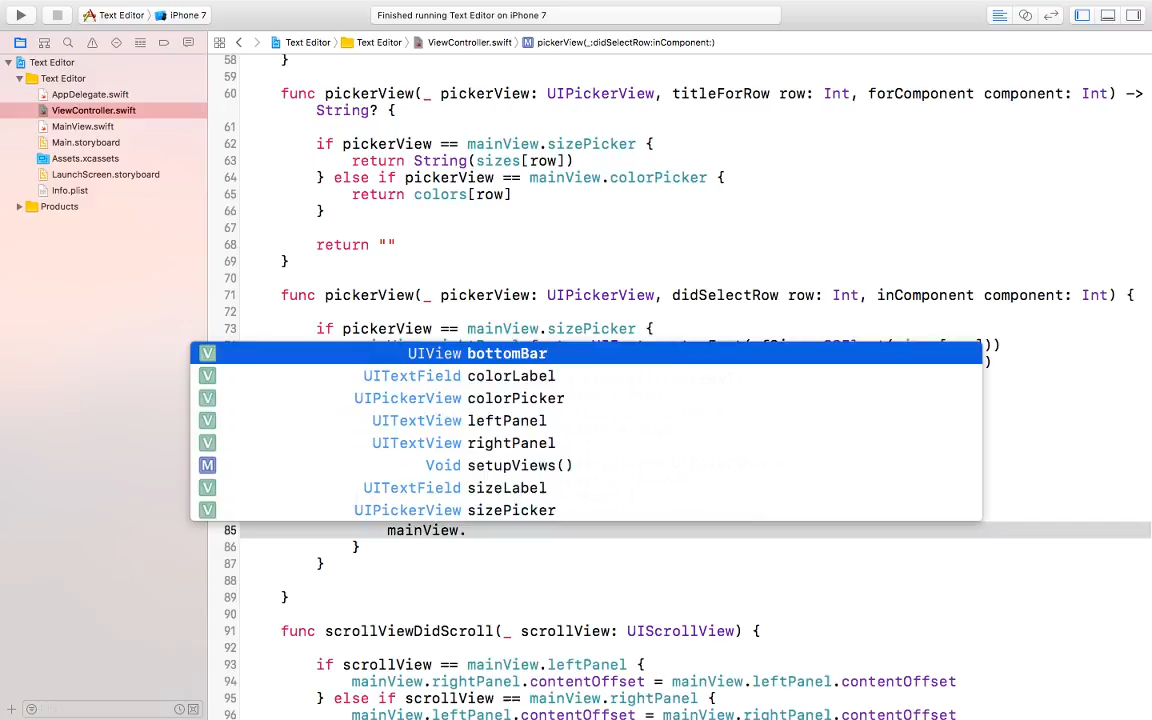 Text Editor
iPhone 7
Finished running Text Editor on iPhone 7
Text Editor
Text Editor
ViewController.swift
M
pickerView(_:didSelectRow:inComponent:)
Text Editor
Text Editor
AppDelegate.swift
ViewController.swift
MainView.swift
Main.storyboard
Assets.xcassets
LaunchScreen.storyboard
Info.plist
Products
58 }
59
60 func pickerView(_ pickerView: UIPickerView, titleForRow row: Int, forComponent component: Int) ->
String? {
61
62 if pickerView == mainView.sizePicker {
63 return String(sizes[row])
64 } else if pickerView == mainView.colorPicker {
65 return colors[row]
66 }
67
68 return ""
69 }
70
71 func pickerView(_ pickerView: UIPickerView, didSelectRow row: Int, inComponent component: Int) {
72
73 if pickerView == mainView.sizePicker {
V UIView bottomBar
V UITextField colorLabel
V UIPickerView colorPicker
V UITextView leftPanel
V UITextView rightPanel
M Void setupViews()
V UITextField sizeLabel
V UIPickerView sizePicker
85 mainView.
86 }
87 }
88
89 }
90
91 func scrollViewDidScroll(_ scrollView: UIScrollView) {
92
93 if scrollView == mainView.leftPanel {
94 mainView.rightPanel.contentOffset = mainView.leftPanel.contentOffset
95 } else if scrollView == mainView.rightPanel {
96 mainView.leftPanel.contentOffset = mainView.rightPanel.contentOffset